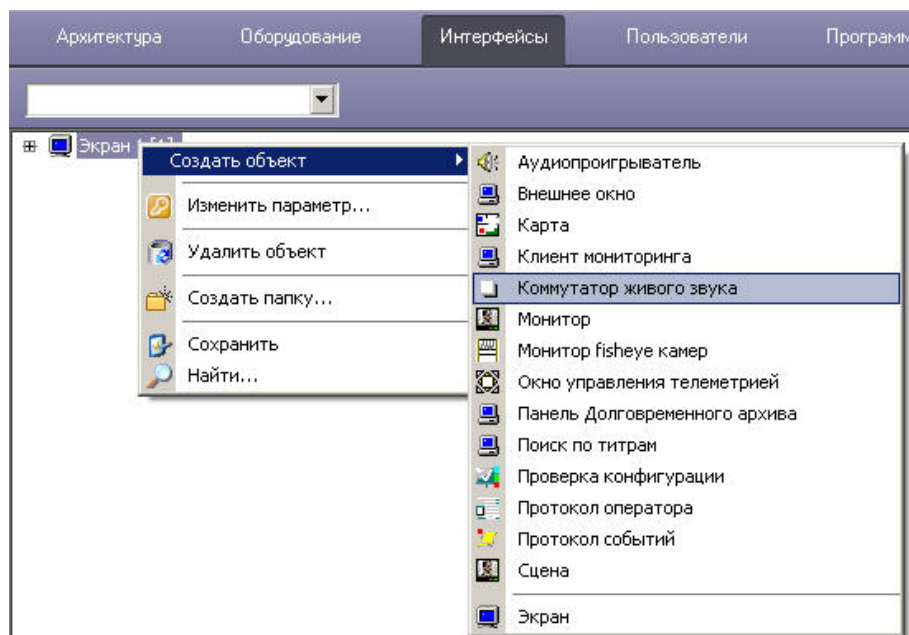 Архитектура Оборудование Интерфейсы Пользователи
Экран
Создать объект
Изменить параметр...
Удалить объект
Создать папку...
Сохранить
Найти...
Аудиопроигрыватель
Внешнее окно
Карта
Клиент мониторинга
Коммутатор живого звука
Монитор
Монитор fisheye камер
Окно управления телеметрией
Панель Долговременного архива
Поиск по титрам
Проверка конфигурации
Протокол оператора
Протокол событий
Сцена
Экран